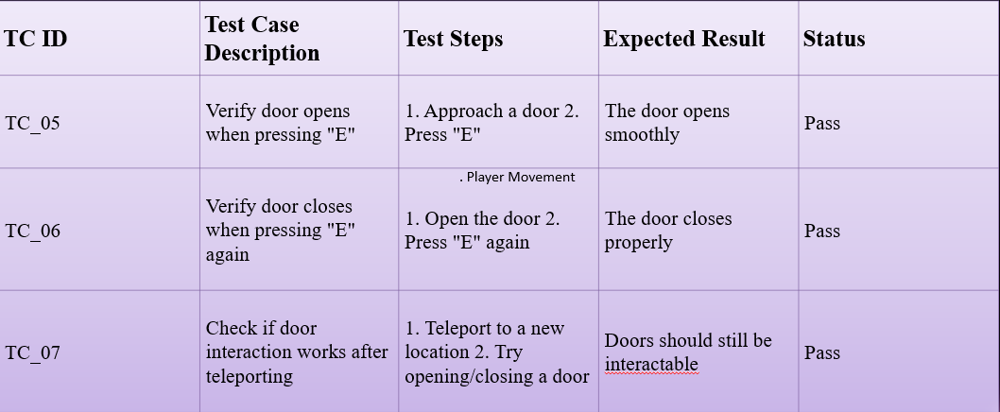 TC ID
Test Case
Description
Test Steps
Expected Result
Status
TC_05
Verify door opens
when pressing "E"
1. Approach a door 2.
Press "E"
The door opens
smoothly
Pass
. Player Movement
TC_06
Verify door closes
when pressing "E"
again
1. Open the door 2.
Press "E" again
The door closes
properly
Pass
TC_07
Check if door
interaction works after
teleporting
1. Teleport to a new
location 2. Try
opening/closing a door
Doors should still be
interactable
Pass